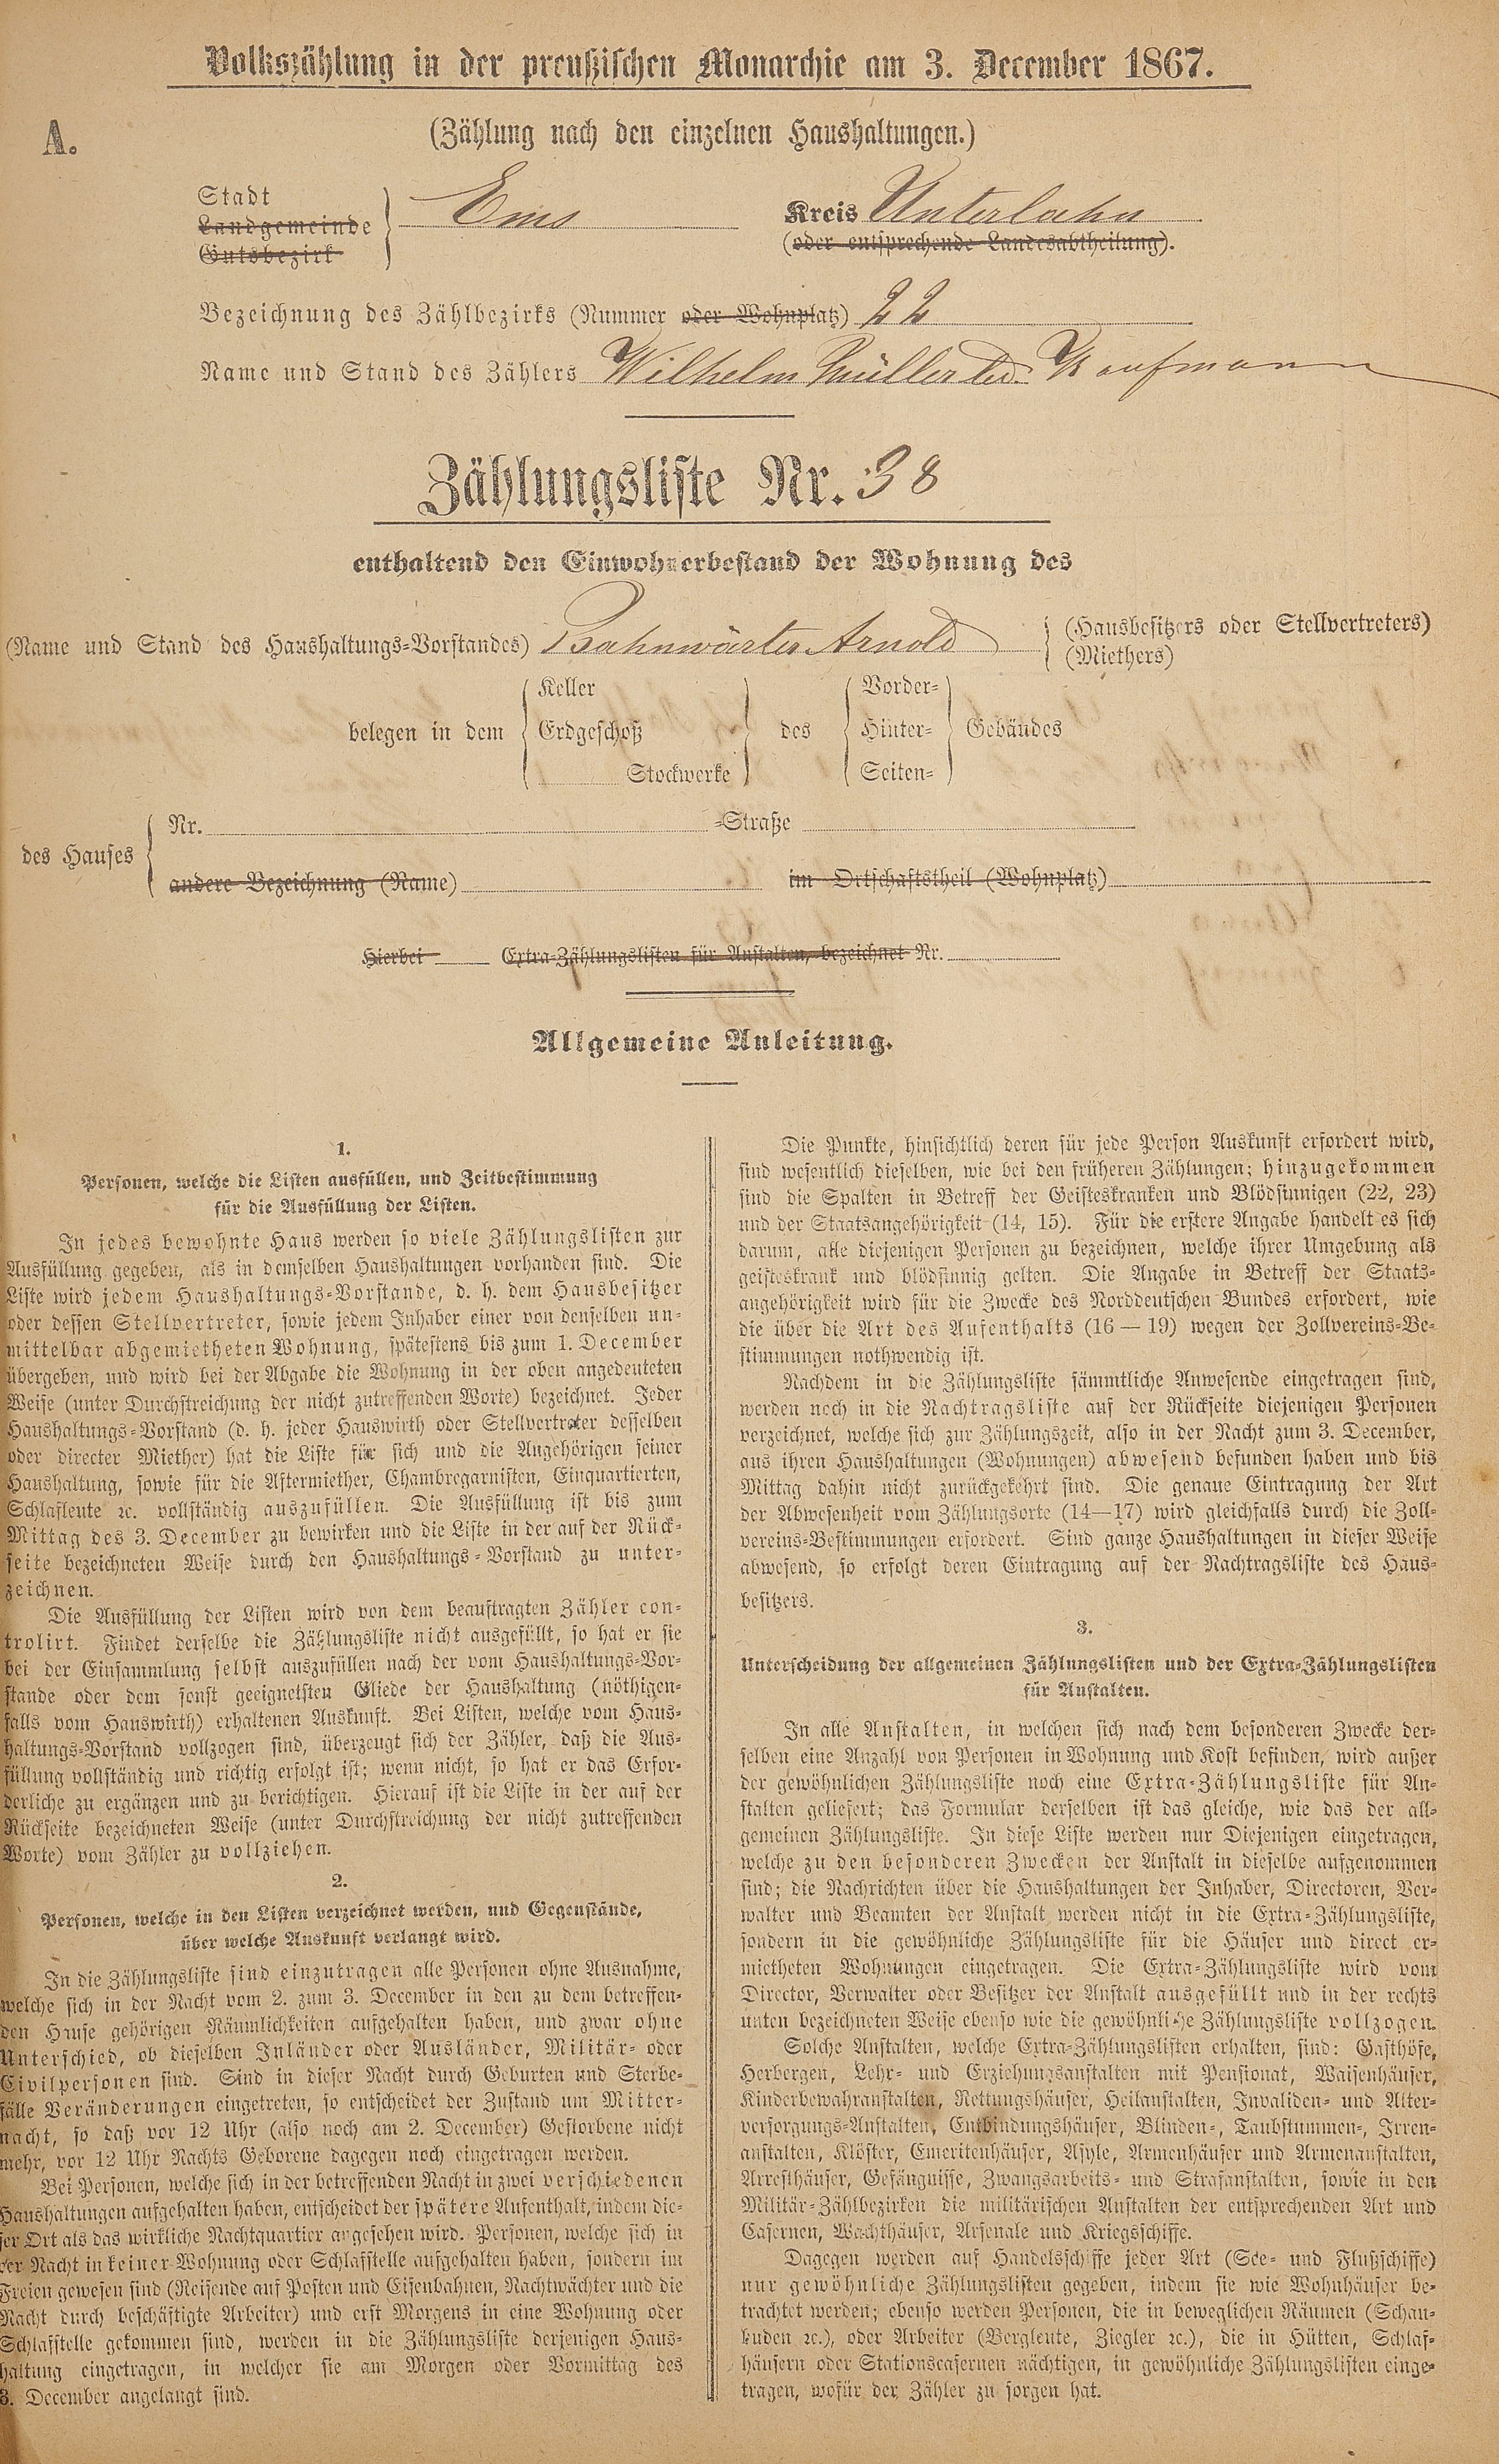 Volkszählung in der preußischen Monarchie am 3. December 1867.
A.
(Zählung nach den einzelnen Haushaltungen.)
Stadt
Landgemeinde
Gutsbezirk
Ems
Kreis Unterlahn
(oder entsprechende Landesabtheilung).
Bezeichnung des Zählbezirks (Nummer oder Wohnplatz) 22
Name und Stand des Zählers Wilhelm Müller Kaufmann
Zählungsliste Nr. 38
enthaltend den Einwohnerbestand der Wohnung des
(Name und Stand des Haushaltungs-Vorstandes) Bahnwärter Arnold
(Hausbesitzers oder Stellvertreters)
(Miethers)
belegen in dem
Keller
Erdgeschoß
Stockwerke
des
Vorder-
Hinter-
Seiten-
Gebäudes
des Hauses
Nr. -Straße
andere Bezeichnung (Name) im Ortschaftstheil (Wohnplatz)
Hierbei Extra-Zählungslisten für Anstalten, bezeichnet Nr.
Allgemeine Anleitung.
1.
Personen, welche die Listen ausfüllen, und Zeitbestimmung
für die Ausfüllung der Listen.
In jedes bewohnte Haus werden so viele Zählungslisten zur
Ausfüllung gegeben, als in demselben Haushaltungen vorhanden sind. Die
Liste wird jedem Haushaltungs-Vorstande, d. h. dem Hausbesitzer
oder dessen Stellvertreter, sowie jedem Inhaber einer von denselben un-
mittelbar abgemietheten Wohnung, spätestens bis zum 1. December
übergeben, und wird bei der Abgabe die Wohnung in der oben angedeuteten
Weise (unter Durchstreichung der nicht zutreffenden Worte) bezeichnet. Jeder
Haushaltungs-Vorstand (d. h. jeder Hauswirth oder Stellvertreter desselben
oder directer Miether) hat die Liste für sich und die Angehörigen seiner
Haushaltung, sowie für die Aftermiether, Chambregarnisten, Einquartierten,
Schlafleute ꝛc. vollständig auszufüllen. Die Ausfüllung ist bis zum
Mittag des 3. December zu bewirken und die Liste in der auf der Rück-
seite bezeichneten Weise durch den Haushaltungs-Vorstand zu unter-
zeichnen.
Die Ausfüllung der Listen wird von dem beauftragten Zähler con-
trolirt. Findet derselbe die Zählungsliste nicht ausgefüllt, so hat er sie
bei der Einsammlung selbst auszufüllen nach der vom Haushaltungs-Vor-
stande oder dem sonst geeignetsten Gliede der Haushaltung (nöthigen-
falls vom Hauswirth) erhaltenen Auskunft. Bei Listen, welche vom Haus-
haltungs-Vorstand vollzogen sind, überzeugt sich der Zähler, daß die Aus-
füllung vollständig und richtig erfolgt ist; wenn nicht, so hat er das Erfor-
derliche zu ergänzen und zu berichtigen. Hierauf ist die Liste in der auf der
Rückseite bezeichneten Weise (unter Durchstreichung der nicht zutreffenden
Worte) vom Zähler zu vollziehen.
2.
Personen, welche in den Listen verzeichnet werden, und Gegenstände,
über welche Auskunft verlangt wird.
In die Zählungsliste sind einzutragen alle Personen ohne Ausnahme,
welche sich in der Nacht vom 2. zum 3. December in den zu dem betreffen-
den Hause gehörigen Räumlichkeiten aufgehalten haben, und zwar ohne
Unterschied, ob dieselben Inländer oder Ausländer, Militär- oder
Civilpersonen sind. Sind in dieser Nacht durch Geburten und Sterbe-
fälle Veränderungen eingetreten, so entscheidet der Zustand um Mitter-
nacht, so daß vor 12 Uhr (also noch am 2. December) Gestorbene nicht
mehr, vor 12 Uhr Nachts Geborene dagegen noch eingetragen werden.
Bei Personen, welche sich in der betreffenden Nacht in zwei verschiedenen
Haushaltungen aufgehalten haben, entscheidet der spätere Aufenthalt, indem die-
ser Ort als das wirkliche Nachtquartier angesehen wird. Personen, welche sich in
der Nacht in keiner Wohnung oder Schlafstelle aufgehalten haben, sondern im
Freien gewesen sind (Reisende auf Posten und Eisenbahnen, Nachtwächter und die
Nacht durch beschäftigte Arbeiter) und erst Morgens in eine Wohnung oder
Schlafstelle gekommen sind, werden in die Zählungsliste derjenigen Haus-
haltung eingetragen, in welcher sie am Morgen oder Vormittag des
3. December angelangt sind.
Die Punkte, hinsichtlich deren für jede Person Auskunft erfordert wird,
sind wesentlich dieselben, wie bei den früheren Zählungen; hinzugekommen
sind die Spalten in Betreff der Geisteskranken und Blödsinnigen (22, 23)
und der Staatsangehörigkeit (14, 15). Für die erstere Angabe handelt es sich
darum, alle diejenigen Personen zu bezeichnen, welche ihrer Umgebung als
geisteskrank und blödsinnig gelten. Die Angabe in Betreff der Staats-
angehörigkeit wird für die Zwecke des Norddeutschen Bundes erfordert, wie
die über die Art des Aufenthalts (16—19) wegen der Zollvereins-Be-
stimmungen nothwendig ist.
Nachdem in die Zählungsliste sämmtliche Anwesende eingetragen sind,
werden noch in die Nachtragsliste auf der Rückseite diejenigen Personen
verzeichnet, welche sich zur Zählungszeit, also in der Nacht zum 3. December,
aus ihren Haushaltungen (Wohnungen) abwesend befunden haben und bis
Mittag dahin nicht zurückgekehrt sind. Die genaue Eintragung der Art
der Abwesenheit vom Zählungsorte (14—17) wird gleichfalls durch die Zoll-
vereins-Bestimmungen erfordert. Sind ganze Haushaltungen in dieser Weise
abwesend, so erfolgt deren Eintragung auf der Nachtragsliste des Haus-
besitzers.
3.
Unterscheidung der allgemeinen Zählungslisten und der Extra-Zählungslisten
für Anstalten.
In alle Anstalten, in welchen sich nach dem besonderen Zwecke der-
selben eine Anzahl von Personen in Wohnung und Kost befinden, wird außer
der gewöhnlichen Zählungsliste noch eine Extra-Zählungsliste für An-
stalten geliefert; das Formular derselben ist das gleiche, wie das der all-
gemeinen Zählungsliste. In diese Liste werden nur Diejenigen eingetragen,
welche zu den besonderen Zwecken der Anstalt in dieselbe aufgenommen
sind; die Nachrichten über die Haushaltungen der Inhaber, Directoren, Ver-
walter und Beamten der Anstalt werden nicht in die Extra-Zählungsliste,
sondern in die gewöhnliche Zählungsliste für die Häuser und direct er-
mietheten Wohnungen eingetragen. Die Extra-Zählungsliste wird vom
Director, Verwalter oder Besitzer der Anstalt ausgefüllt und in der rechts
unten bezeichneten Weise ebenso wie die gewöhnliche Zählungsliste vollzogen.
Solche Anstalten, welche Extra-Zählungslisten erhalten, sind: Gasthöfe,
Herbergen, Lehr- und Erziehungsanstalten mit Pensionat, Waisenhäuser,
Kinderbewahranstalten, Rettungshäuser, Heilanstalten, Invaliden- und Alter-
versorgungs-Anstalten, Entbindungshäuser, Blinden-, Taubstummen-, Irren-
anstalten, Klöster, Emeritenhäuser, Asyle, Armenhäuser und Armenanstalten,
Arresthäuser, Gefängnisse, Zwangsarbeits- und Strafanstalten, sowie in den
Militär-Zählbezirken die militärischen Anstalten der entsprechenden Art und
Casernen, Wachthäuser, Arsenale und Kriegsschiffe.
Dagegen werden auf Handelsschiffe jeder Art (See- und Flußschiffe)
nur gewöhnliche Zählungslisten gegeben, indem sie wie Wohnhäuser be-
trachtet werden; ebenso werden Personen, die in beweglichen Räumen (Schau-
buden ꝛc.), oder Arbeiter (Bergleute, Ziegler ꝛc.), die in Hütten, Schlaf-
häusern oder Stationscasernen nächtigen, in gewöhnliche Zählungslisten einge-
tragen, wofür der Zähler zu sorgen hat.